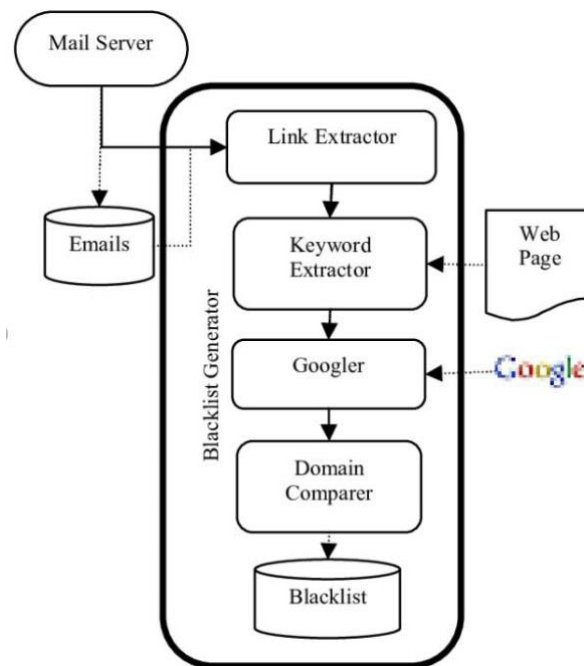 Mail Server
Link Extractor
Emails
Keyword
Extractor
Web
Page
Blacklist Generator
Googler
Google
Domain
Comparer
Blacklist